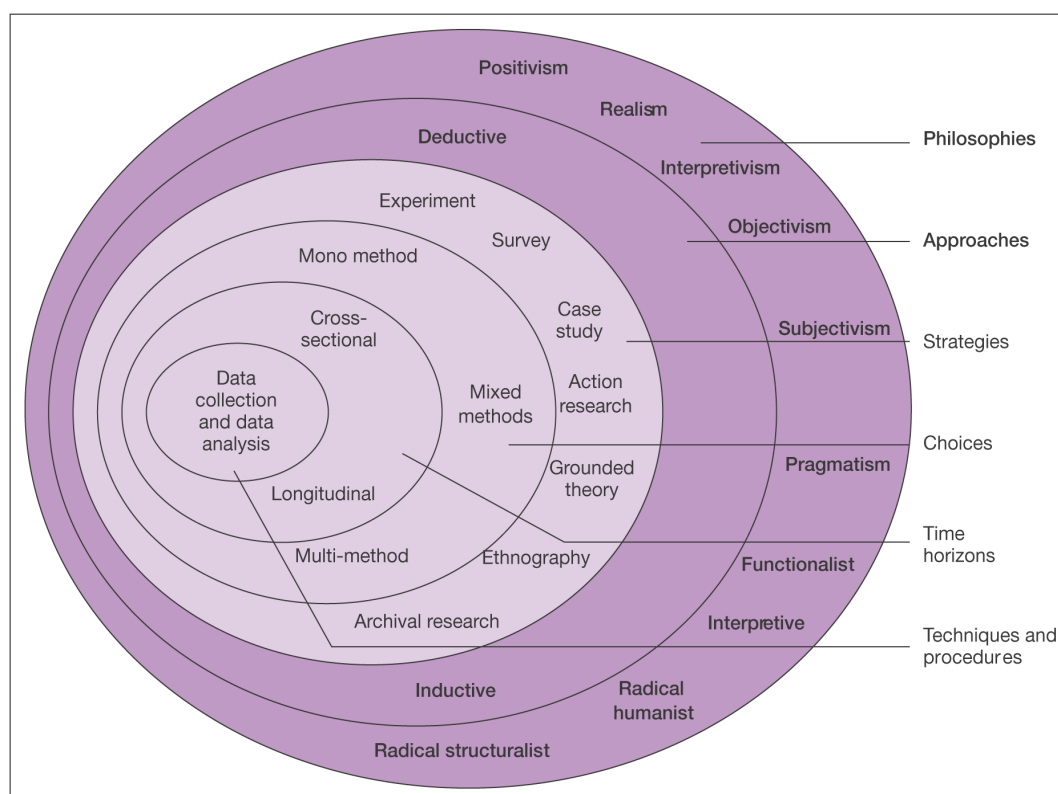 Positivism
Realism
Deductive
Philosophies
Interpretivism
Experiment
Objectivism
Survey
Approaches
Mono method
Case
study
Cross-
sectional
Subjectivism
Strategies
Data
collection
and data
analysis
Mixed
methods
Action
research
Choices
Grounded
theory
Pragmatism
Longitudinal
Time
horizons
Multi-method
Ethnography
Functionalist
Archival research
Interpretive
Techniques and
procedures
Inductive
Radical
humanist
Radical structuralist